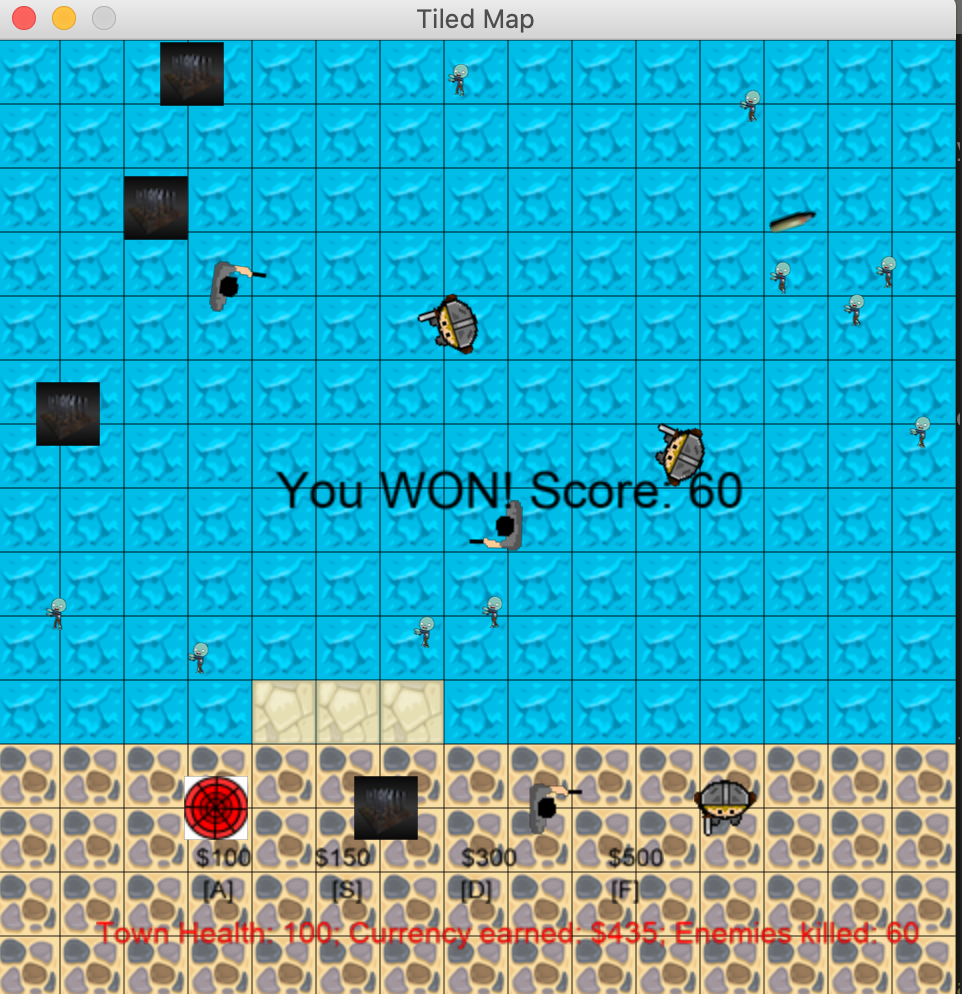 Tiled Map
You WON! Score: 60
$100 $150 $300 $500
[A] [S] [D] [F]
Town Health: 100; Currency earned: $435; Enemies killed: 60